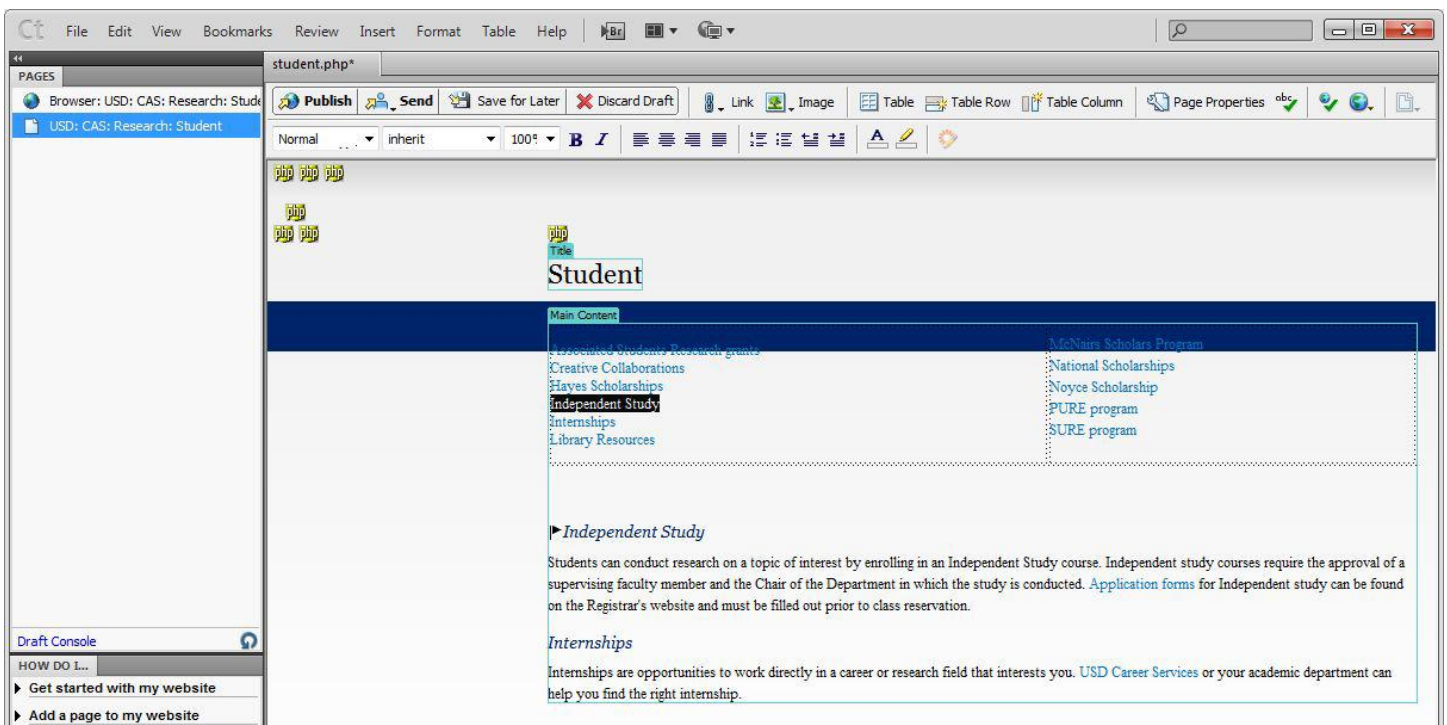 Ct File Edit View Bookmarks Review Insert Format Table Help Br
PAGES
student.php*
Browser: USD: CAS: Research: Stude
USD: CAS: Research: Student
Publish Send Save for Later Discard Draft Link Image Table Table Row Table Column Page Properties abc
Normal inherit 100% B I A
php php php
php
php php php
Title
Student
Main Content
Associated Students Research grants
Creative Collaborations
Hayes Scholarships
Independent Study
Internships
Library Resources
McNairs Scholars Program
National Scholarships
Noyce Scholarship
PURE program
SURE program
Independent Study
Students can conduct research on a topic of interest by enrolling in an Independent Study course. Independent study courses require the approval of a
supervising faculty member and the Chair of the Department in which the study is conducted. Application forms for Independent study can be found
on the Registrar's website and must be filled out prior to class reservation.
Internships
Internships are opportunities to work directly in a career or research field that interests you. USD Career Services or your academic department can
help you find the right internship.
Draft Console
HOW DO I...
Get started with my website
Add a page to my website